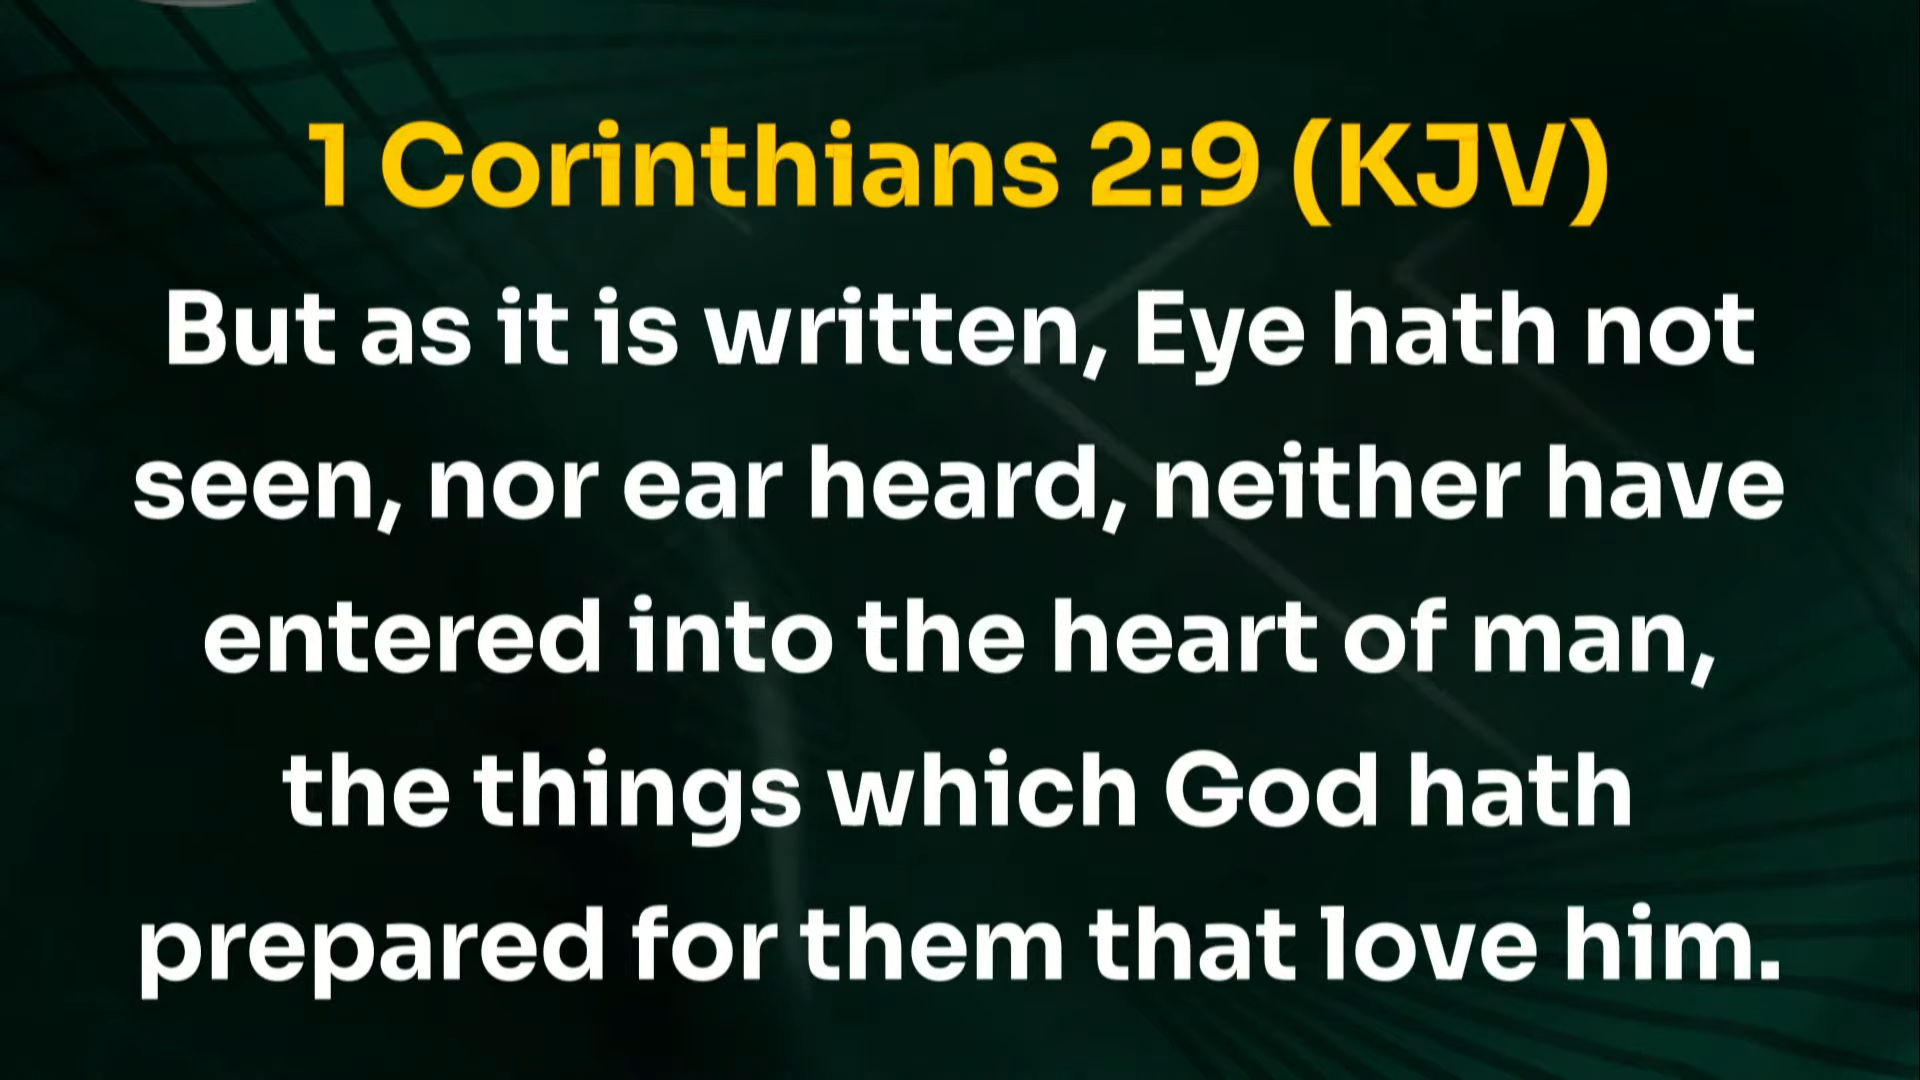 1 Corinthians 2:9 (KJV)
But as it is written, Eye hath not
seen, nor ear heard, neither have
entered into the heart of man,
the things which God hath
prepared for them that love him.